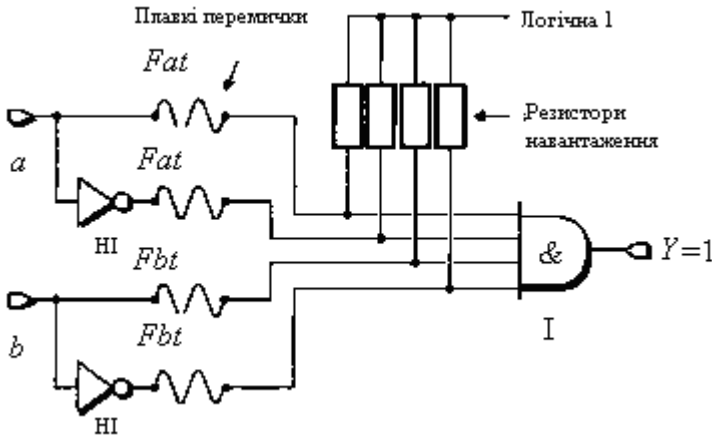 Плавкі перемички
Логічна 1
Fat
Резистори
навантаження
a
Fat
НІ
Fbt
&
Y=1
Fbt
I
b
НІ